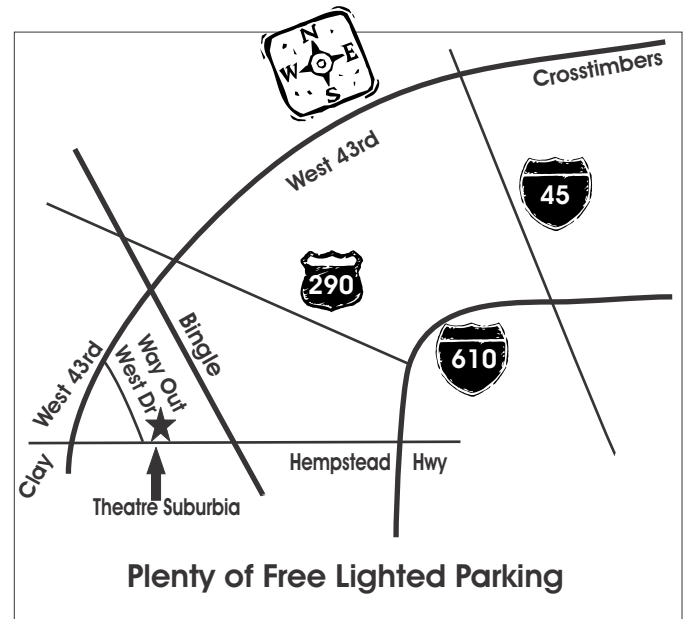 N
W E
S
Crosstimbers
West 43rd
45
290
Bingle
610
Way Out
West Dr
West 43rd
Hempstead Hwy
Clay
Theatre Suburbia
Plenty of Free Lighted Parking